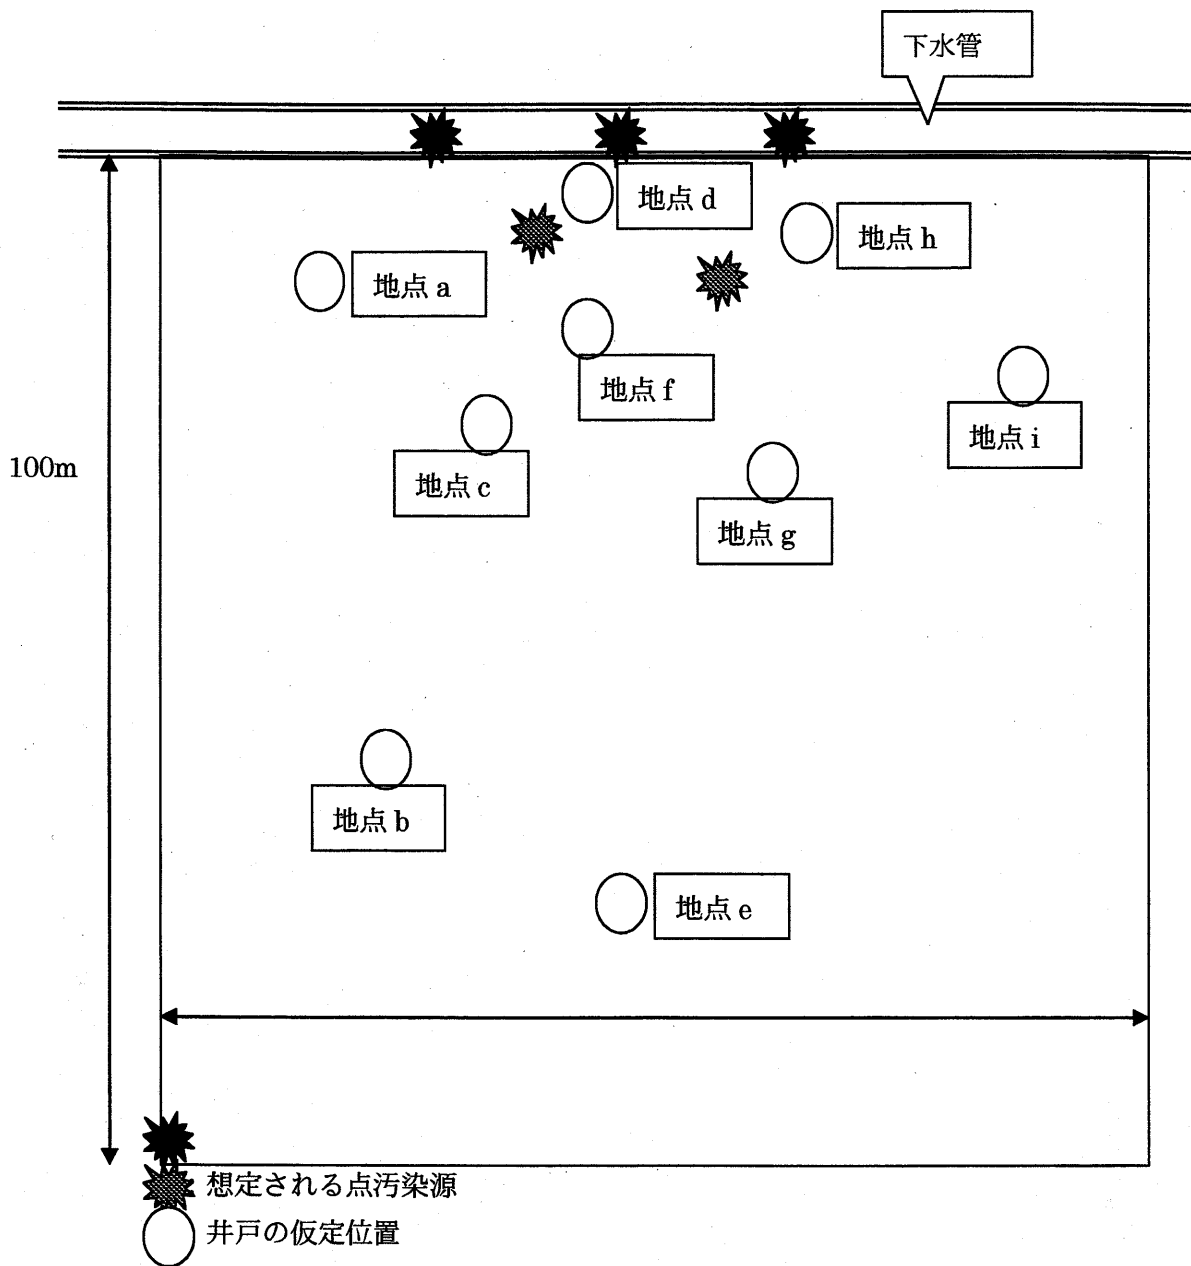 下水管
地点 d
地点 h
地点 a
地点 f
地点 i
100m
地点 c
地点 g
地点 b
地点 e
想定される点汚染源
井戸の仮定位置